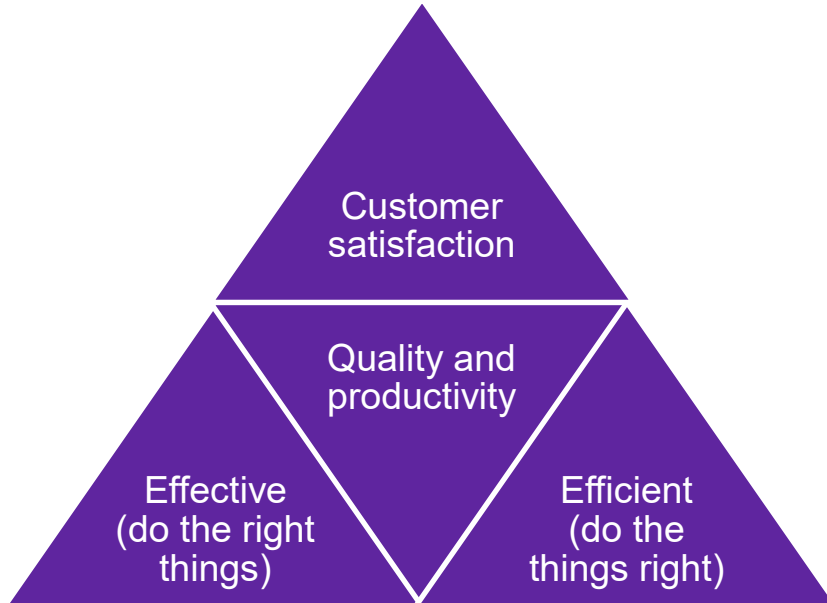 Customer
satisfaction
Quality and
productivity
Effective
(do the right
things)
Efficient
(do the
things right)